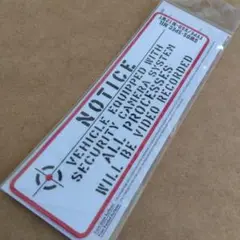 NOTICE
VEHICLE EQUIPPED WITH
SECURITY CAMERA SYSTEM
ALL PROCESSES
WILL BE VIDEO RECORDED